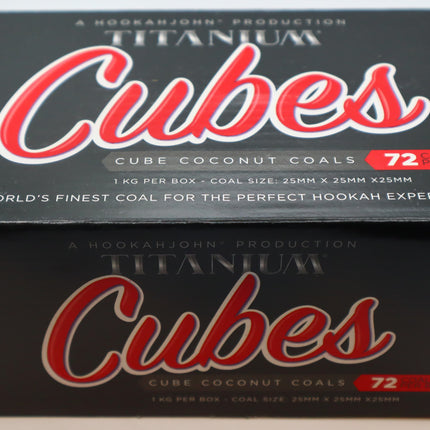 A HOOKAHJOHN® PRODUCTION
TITANIUM
Cubes
CUBE COCONUT COALS 72
1 KG PER BOX - COAL SIZE: 25MM X 25MM X25MM
FINEST COAL FOR THE PERFECT HOOKAH
A HOOKAHJOHN® PRODUCTION
TITANIUM
Cubes
CUBE COCONUT COALS 72
1 KG PER BOX - COAL SIZE: 25MM X 25MM X25MM